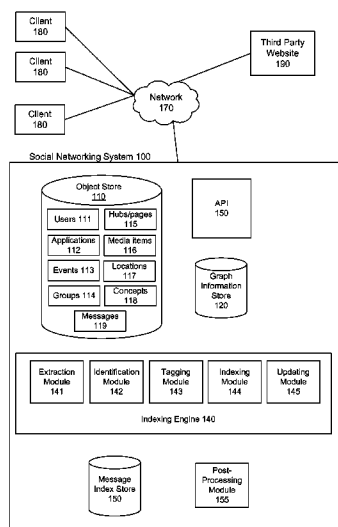 Client
180
Client
180
Client
180
Third Party
Website
190
Network
170
Social Networking System 100
Object Store
110
Users 111
Hubs/pages
115
Applications
112
Media items
116
Events 113
Locations
117
Groups 114
Concepts
118
Messages
119
API
150
Graph
Information
Store
120
Extraction
Module
141
Identification
Module
142
Tagging
Module
143
Indexing
Module
144
Updating
Module
145
Indexing Engine 140
Message
Index Store
150
Post-
Processing
Module
155